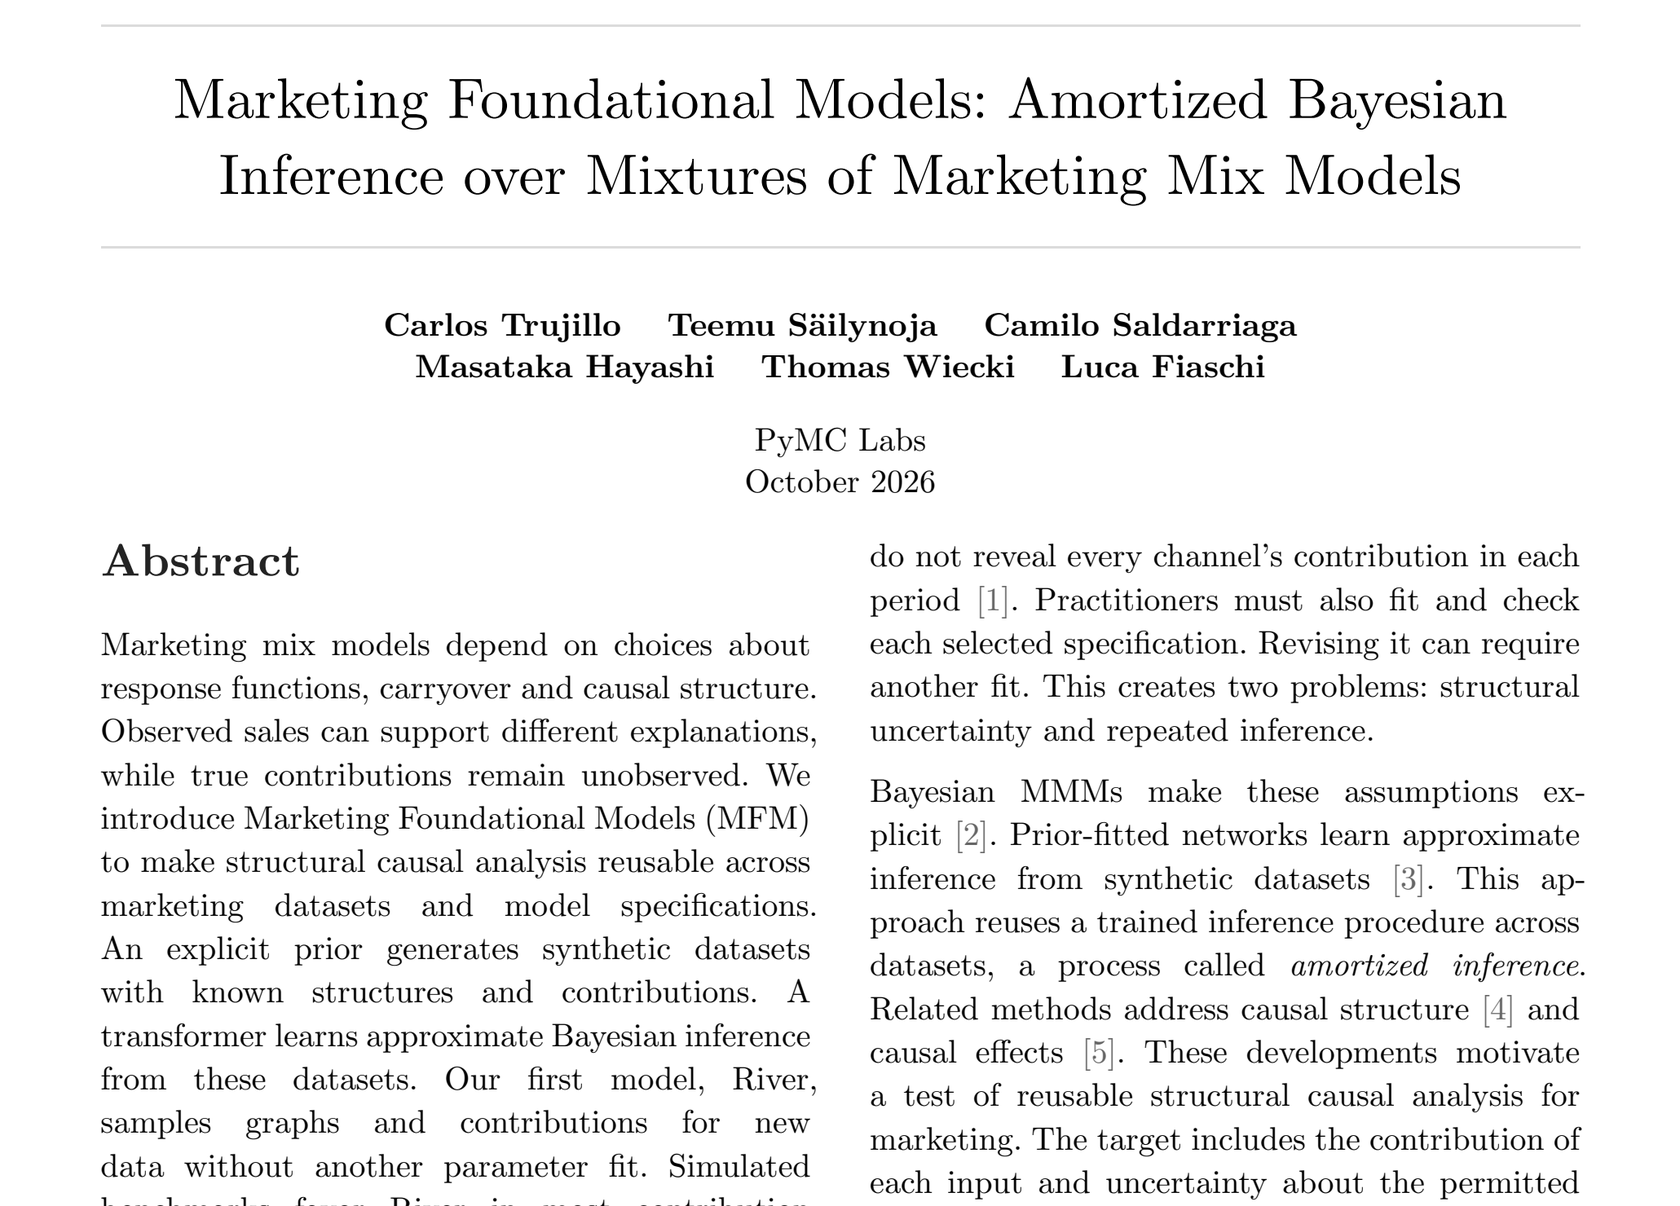 Marketing Foundational Models: Amortized Bayesian
Inference over Mixtures of Marketing Mix Models
Carlos Trujillo Teemu Säilynoja Camilo Saldarriaga
Masataka Hayashi Thomas Wiecki Luca Fiaschi
PyMC Labs
October 2026
Abstract
Marketing mix models depend on choices about
response functions, carryover and causal structure.
Observed sales can support different explanations,
while true contributions remain unobserved. We
introduce Marketing Foundational Models (MFM)
to make structural causal analysis reusable across
marketing datasets and model specifications.
An explicit prior generates synthetic datasets
with known structures and contributions. A
transformer learns approximate Bayesian inference
from these datasets. Our first model, River,
samples graphs and contributions for new
data without another parameter fit. Simulated
benchmarks favor River in most contribution
do not reveal every channel's contribution in each
period [1]. Practitioners must also fit and check
each selected specification. Revising it can require
another fit. This creates two problems: structural
uncertainty and repeated inference.
Bayesian MMMs make these assumptions ex-
plicit [2]. Prior-fitted networks learn approximate
inference from synthetic datasets [3]. This ap-
proach reuses a trained inference procedure across
datasets, a process called amortized inference.
Related methods address causal structure [4] and
causal effects [5]. These developments motivate
a test of reusable structural causal analysis for
marketing. The target includes the contribution of
each input and uncertainty about the permitted